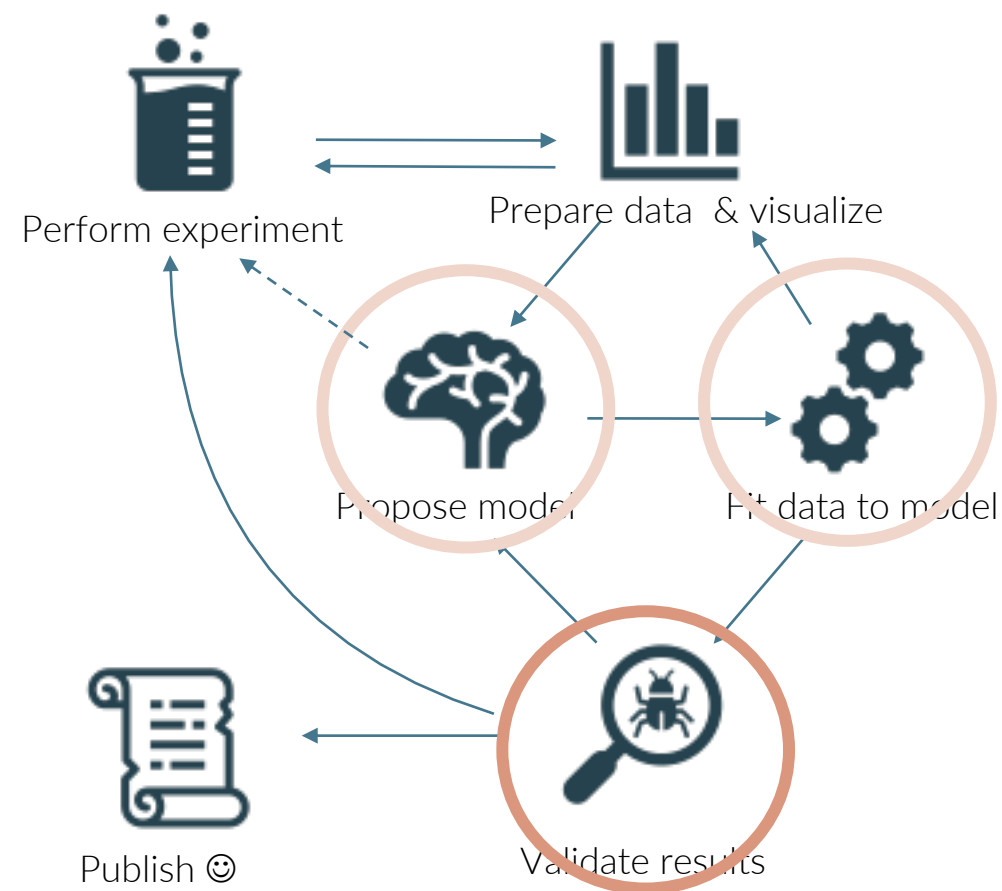 Perform experiment
Prepare data & visualize
Propose model
Fit data to model
Publish ☺
Validate results